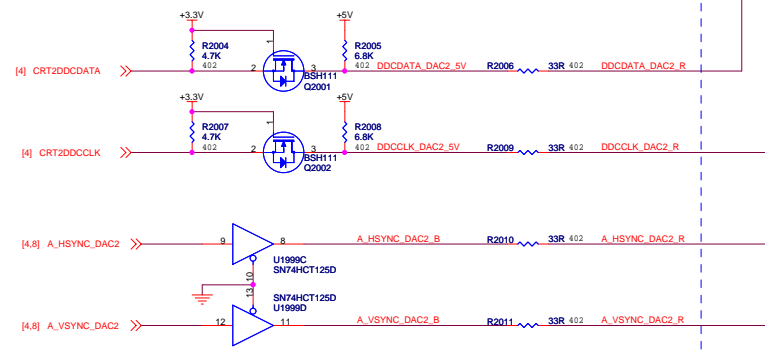 +3.3V
+5V
1
R2004
4.7K
402
R2005
6.8K
402
[4] CRT2DDCDATA
2
3
BSH111
Q2001
DDCDATA_DAC2_5V
R2006
33R 402
DDCDATA_DAC2_R
+3.3V
+5V
1
R2007
4.7K
402
R2008
6.8K
402
[4] CRT2DDCCLK
2
3
BSH111
Q2002
DDCCLK_DAC2_5V
R2009
33R 402
DDCCLK_DAC2_R
[4,8] A_HSYNC_DAC2
9
8
A_HSYNC_DAC2_B
R2010
33R 402
A_HSYNC_DAC2_R
10
U1999C
SN74HCT125D
13
SN74HCT125D
U1999D
[4,8] A_VSYNC_DAC2
12
11
A_VSYNC_DAC2_B
R2011
33R 402
A_VSYNC_DAC2_R